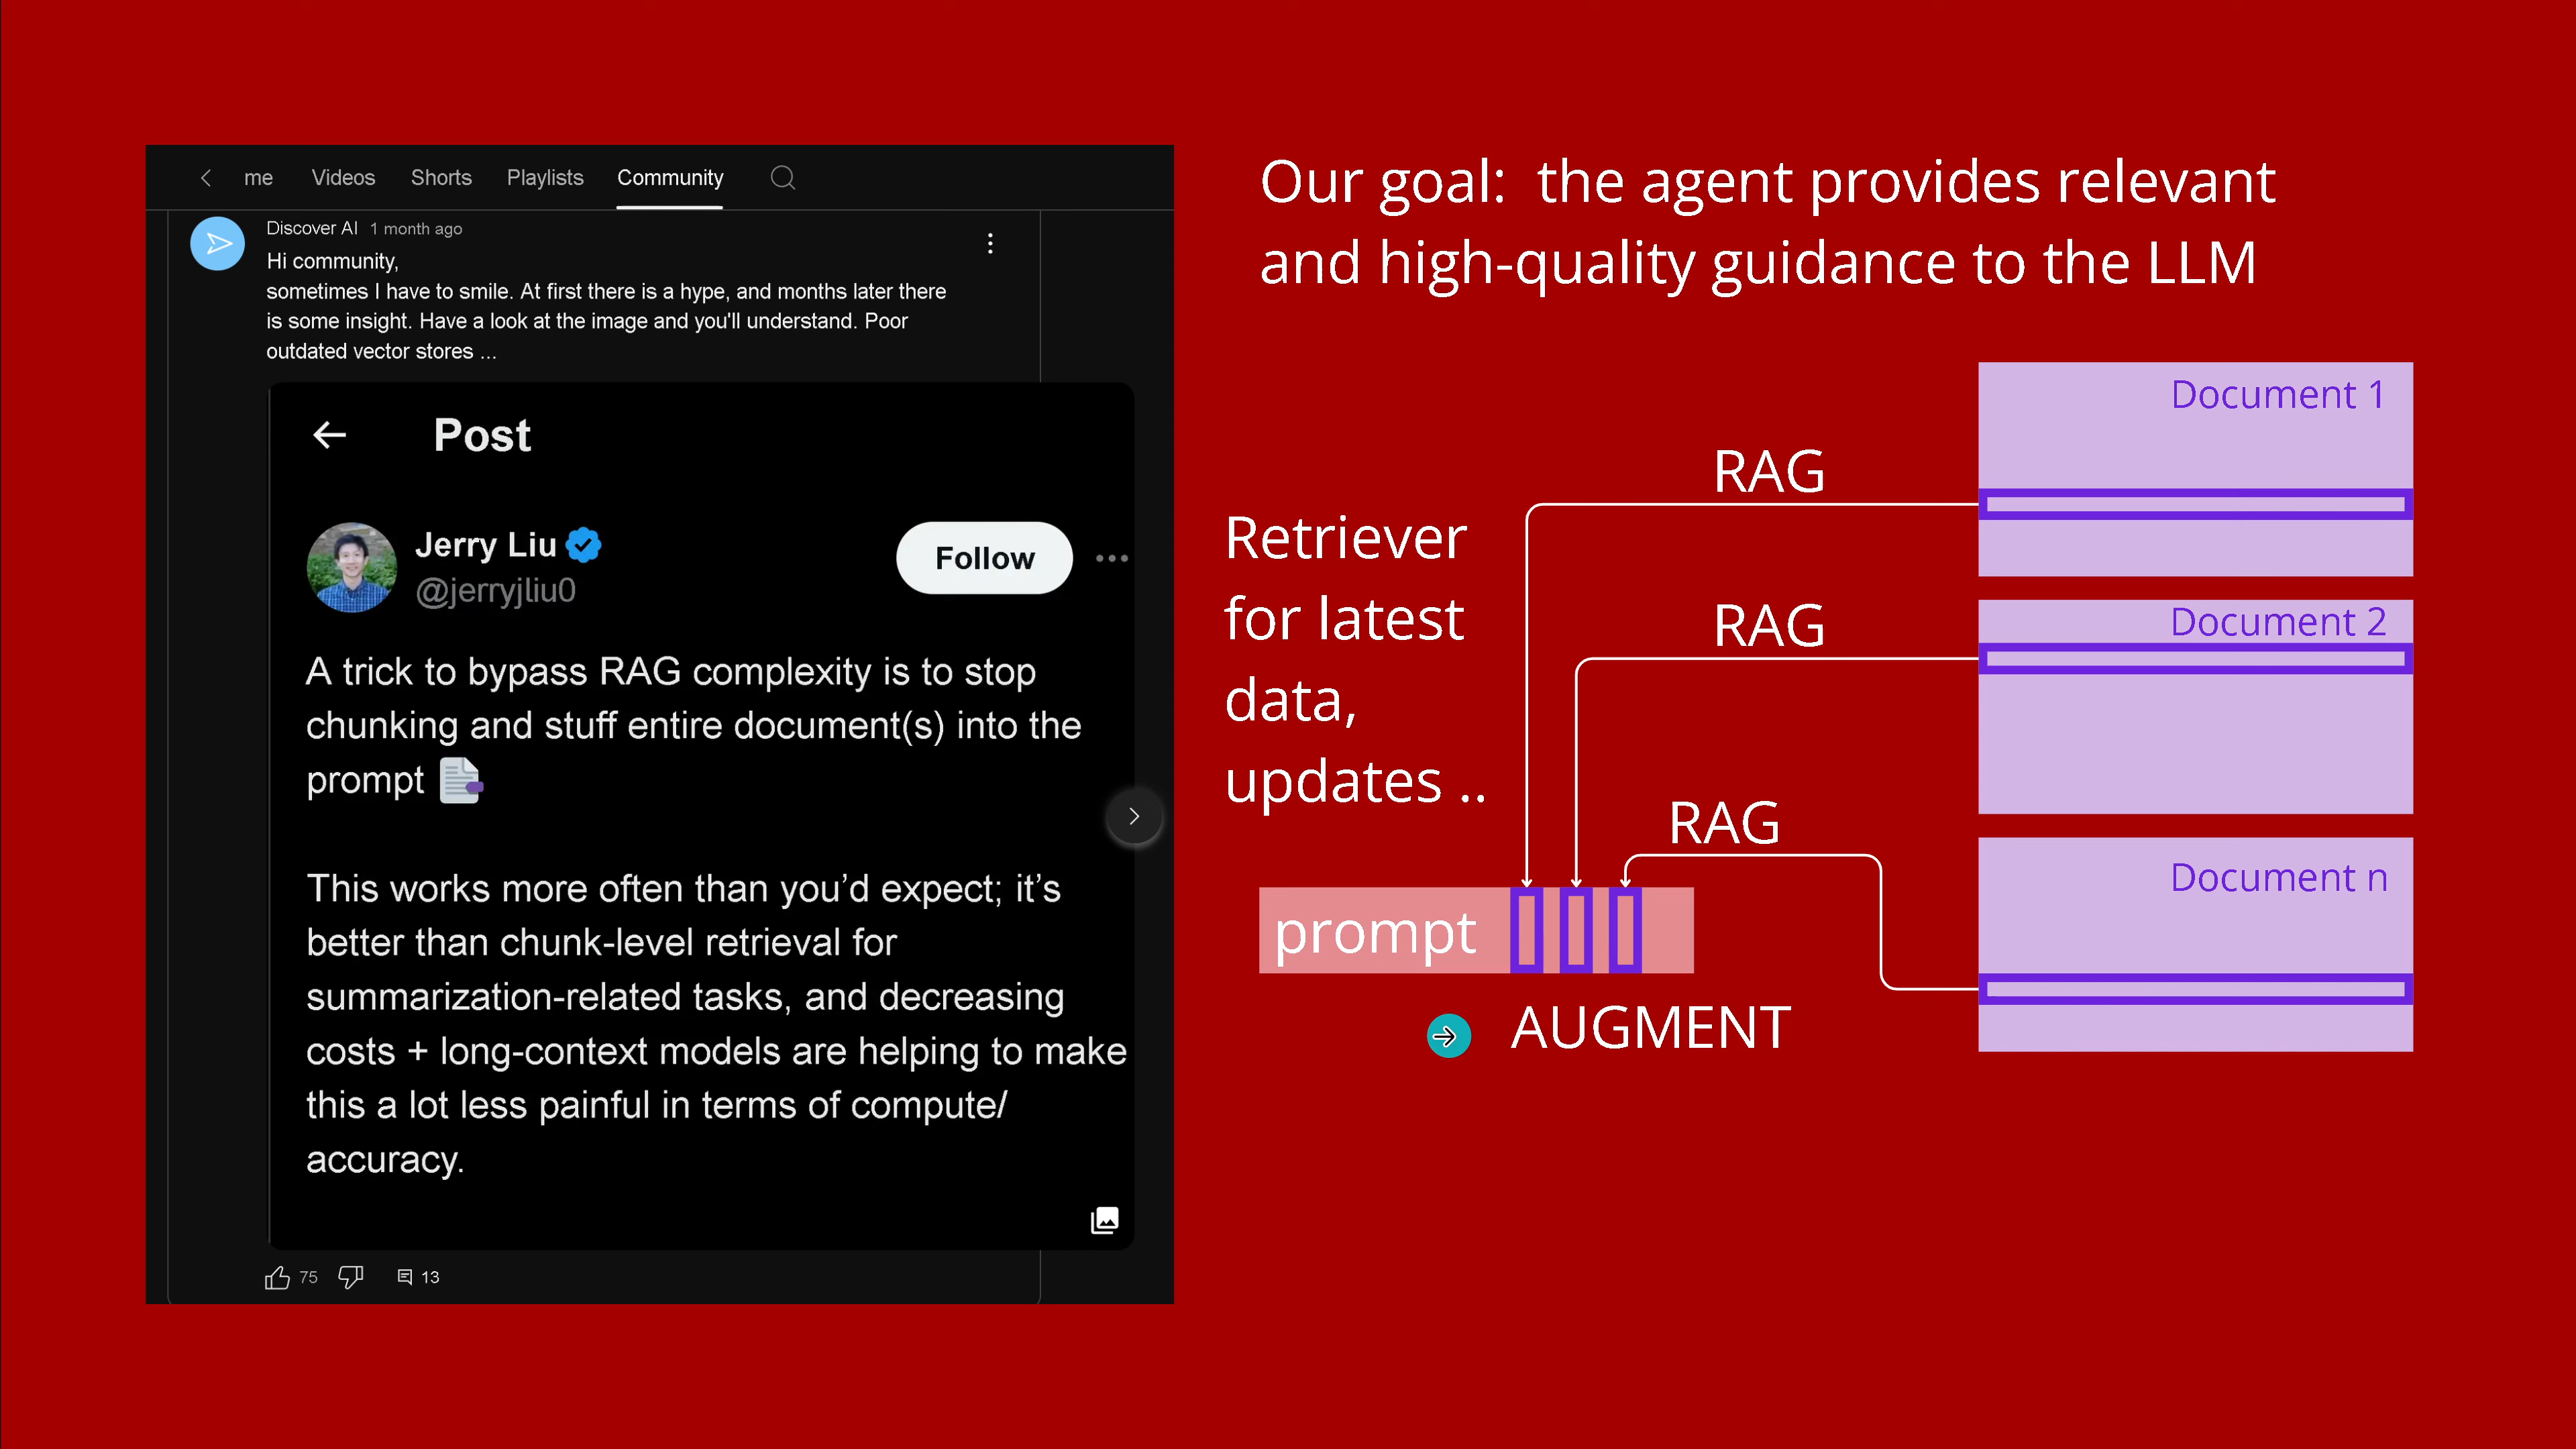 me Videos Shorts Playlists Community
Discover AI 1 month ago
Hi community,
sometimes I have to smile. At first there is a hype, and months later there
is some insight. Have a look at the image and you'll understand. Poor
outdated vector stores ...
Post
Jerry Liu
@jerryjliu0
Follow
A trick to bypass RAG complexity is to stop
chunking and stuff entire document(s) into the
prompt
This works more often than you’d expect; it’s
better than chunk-level retrieval for
summarization-related tasks, and decreasing
costs + long-context models are helping to make
this a lot less painful in terms of compute/
accuracy.
75 13
Our goal:  the agent provides relevant
and high-quality guidance to the LLM
Retriever
for latest
data,
updates ..
RAG
RAG
RAG
Document 1
Document 2
Document n
prompt
AUGMENT